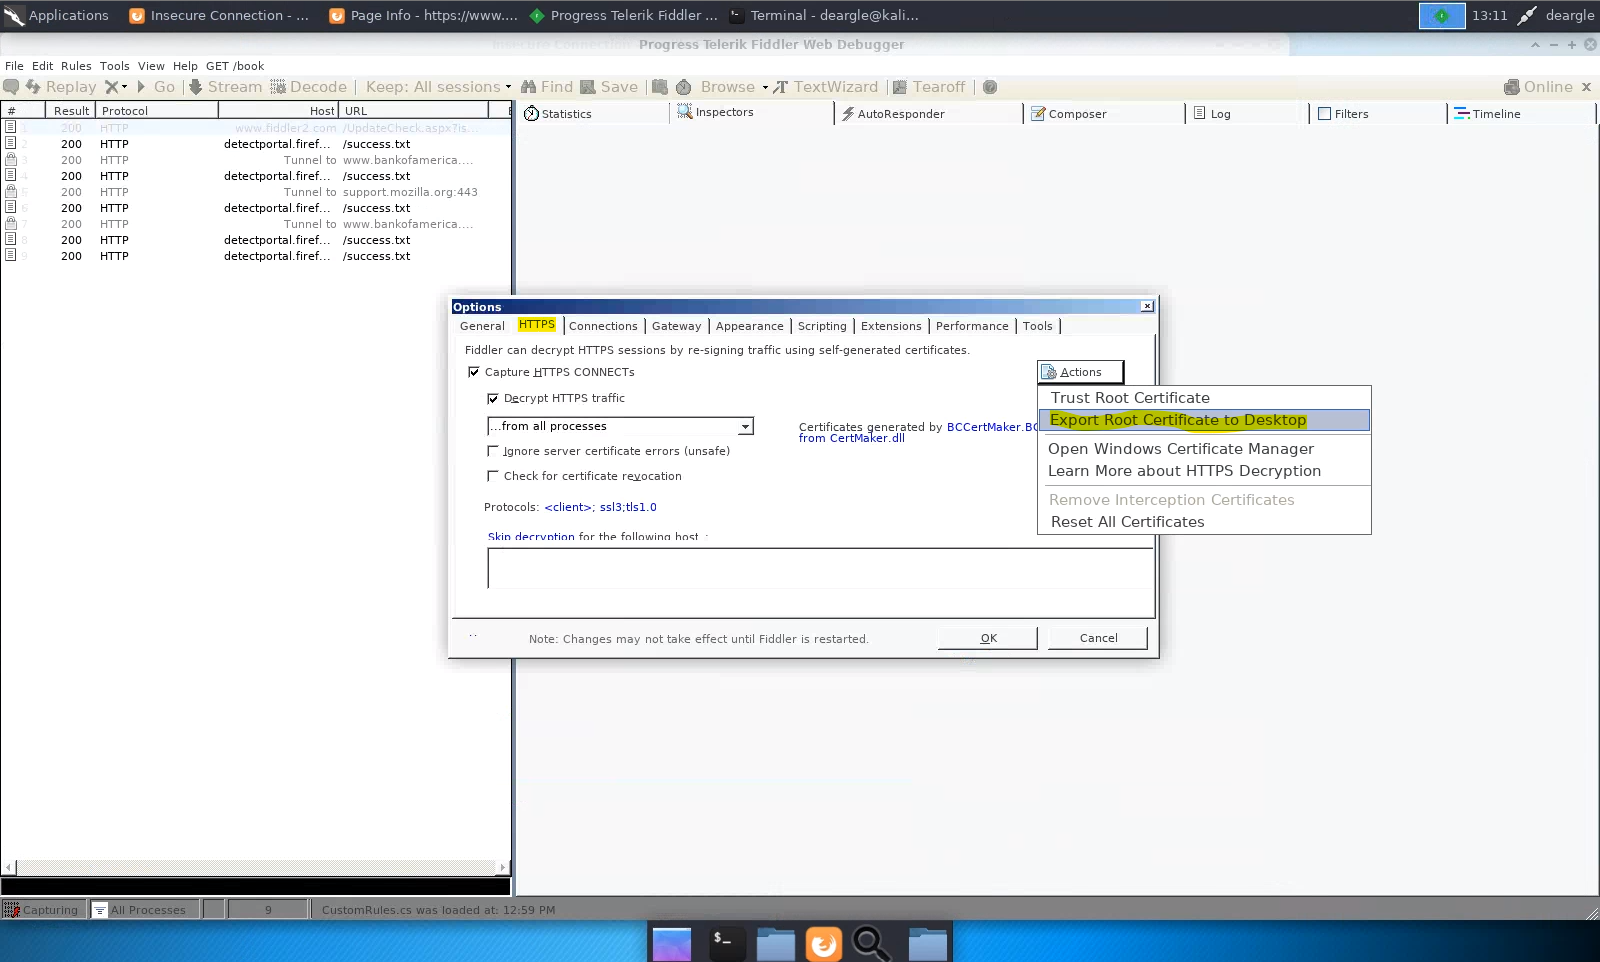 Applications
Insecure Connection - ...
Page Info - https://www....
Progress Telerik Fiddler ...
Terminal - deargle@kali...
13:11
deargle
Progress Telerik Fiddler Web Debugger
File Edit Rules Tools View Help GET /book
Replay Go Stream Decode Keep: All sessions Find Save Browse TextWizard Tearoff Online
# Result Protocol Host URL
Statistics Inspectors AutoResponder Composer Log Filters Timeline
1 200 HTTP www.fiddler2.com /UpdateCheck.aspx?is...
2 200 HTTP detectportal.firef... /success.txt
3 200 HTTP Tunnel to www.bankofamerica....
4 200 HTTP detectportal.firef... /success.txt
5 200 HTTP Tunnel to support.mozilla.org:443
6 200 HTTP detectportal.firef... /success.txt
7 200 HTTP Tunnel to www.bankofamerica....
8 200 HTTP detectportal.firef... /success.txt
9 200 HTTP detectportal.firef... /success.txt
Options
General HTTPS Connections Gateway Appearance Scripting Extensions Performance Tools
Fiddler can decrypt HTTPS sessions by re-signing traffic using self-generated certificates.
Capture HTTPS CONNECTs
Actions
Decrypt HTTPS traffic
...from all processes
Certificates generated by BCCertMaker.BC
from CertMaker.dll
Ignore server certificate errors (unsafe)
Check for certificate revocation
Protocols: <client>; ssl3;tls1.0
Skip decryption for the following host
Trust Root Certificate
Export Root Certificate to Desktop
Open Windows Certificate Manager
Learn More about HTTPS Decryption
Remove Interception Certificates
Reset All Certificates
Note: Changes may not take effect until Fiddler is restarted.
OK
Cancel
Capturing All Processes 9 CustomRules.cs was loaded at: 12:59 PM